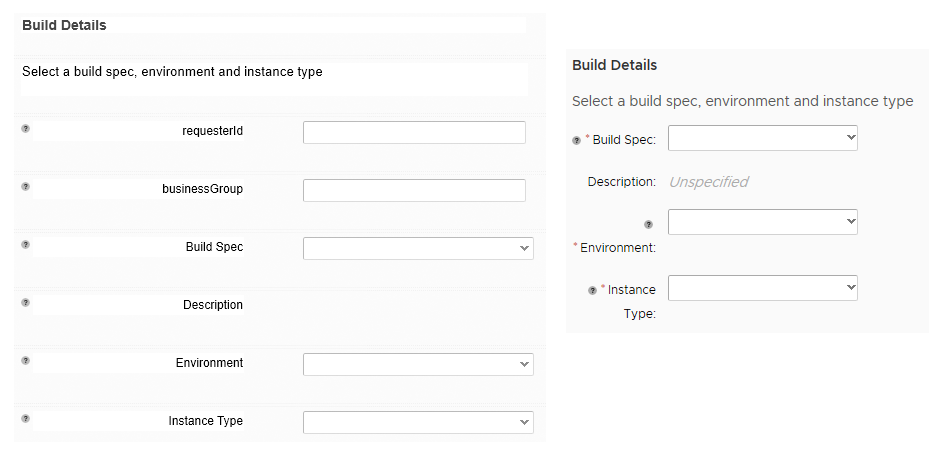 Build Details
Select a build spec, environment and instance type
? requesterId
? businessGroup
? Build Spec
? Description
? Environment
? Instance Type
Build Details
Select a build spec, environment and instance type
? * Build Spec:
Description: Unspecified
?
* Environment:
? * Instance
Type: